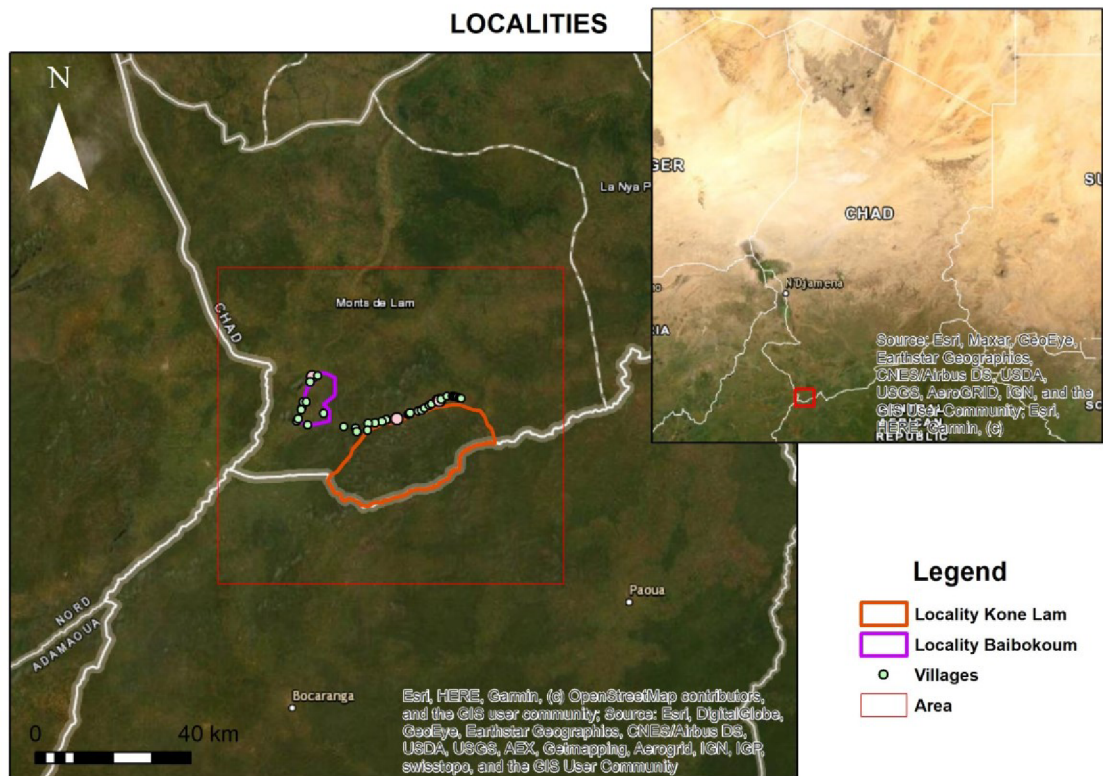 LOCALITIES
N
La Nya P
CHAD
Monts de Lam
NORD
ADAMAOUA
Paoua
Bocaranga
0 40 km
Esri, HERE, Garmin, (c) OpenStreetMap contributors,
and the GIS user community; Source: Esri, DigitalGlobe,
GeoEye, Earthstar Geographics, CNES/Airbus DS,
USDA, USGS, AEX, Getmapping, Aerogrid, IGN, IGP,
swisstopo, and the GIS User Community
GER
SU
CHAD
N'Djamena
RIA
Source: Esri, Maxar, GeoEye,
Earthstar Geographics,
CNES/Airbus DS, USDA,
USGS, AeroGRID, IGN, and the
GIS User Community; Esri,
HERE, Garmin, (c)
AFRICAN
REPUBLIC
SO
Legend
Locality Kone Lam
Locality Baibokoum
Villages
Area